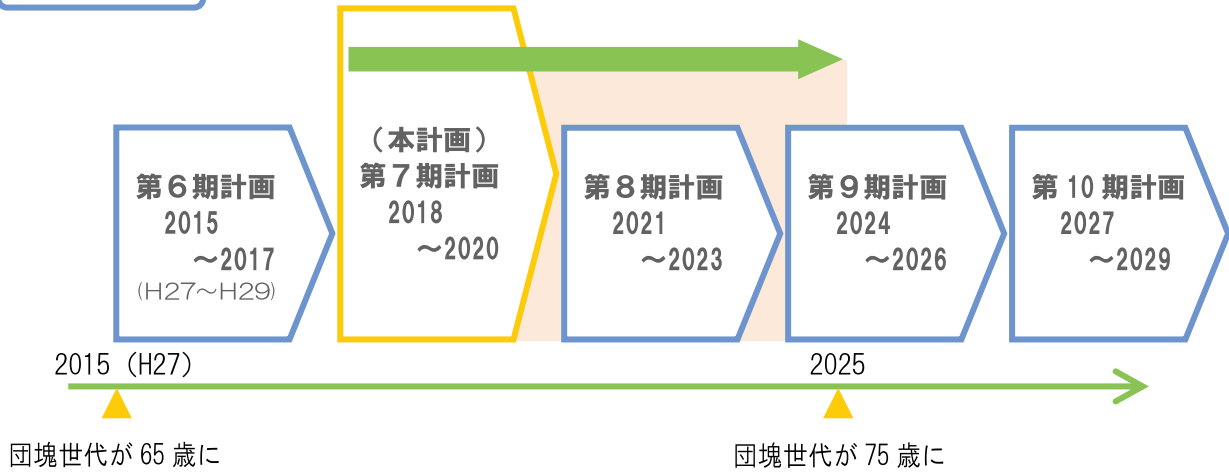 （本計画）
第７期計画
2018
～2020
第６期計画
2015
～2017
(H27～H29)
第８期計画
2021
～2023
第９期計画
2024
～2026
第 10 期計画
2027
～2029
2015（H27）
2025
団塊世代が 65 歳に
団塊世代が 75 歳に